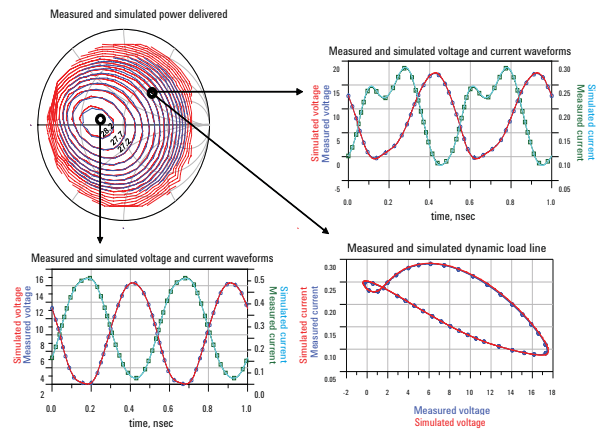 Measured and simulated power delivered
28.2
27.7
27.2
Measured and simulated voltage and current waveforms
Simulated voltage
Measured voltage
20
15
20
15
10
5
0
-5
0.30
0.25
0.20
0.15
0.10
0.05
Measured current
Simulated current
0.0 0.2 0.4 0.6 0.8 1.0
time, nsec
Measured and simulated voltage and current waveforms
Simulated voltage
Measured voltage
16
14
12
10
8
6
4
2
0.5
0.4
0.3
0.2
0.1
0.0
Measured current
Simulated current
0.0 0.2 0.4 0.6 0.8 1.0
time, nsec
Measured and simulated dynamic load line
Simulated current
Measured current
0.30
0.25
0.20
0.15
0.10
0.05
-2 0 2 4 6 8 10 12 14 16 18
Measured voltage
Simulated voltage